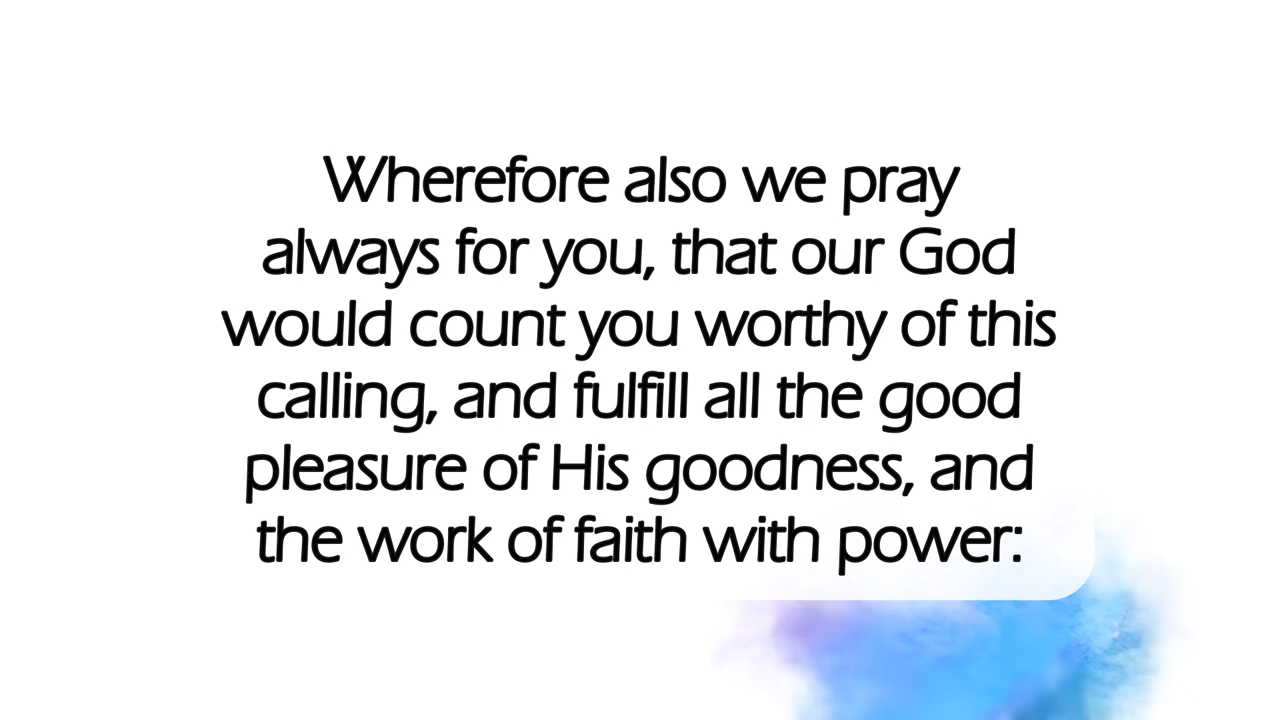 Wherefore also we pray
always for you, that our God
would count you worthy of this
calling, and fulfill all the good
pleasure of His goodness, and
the work of faith with power: